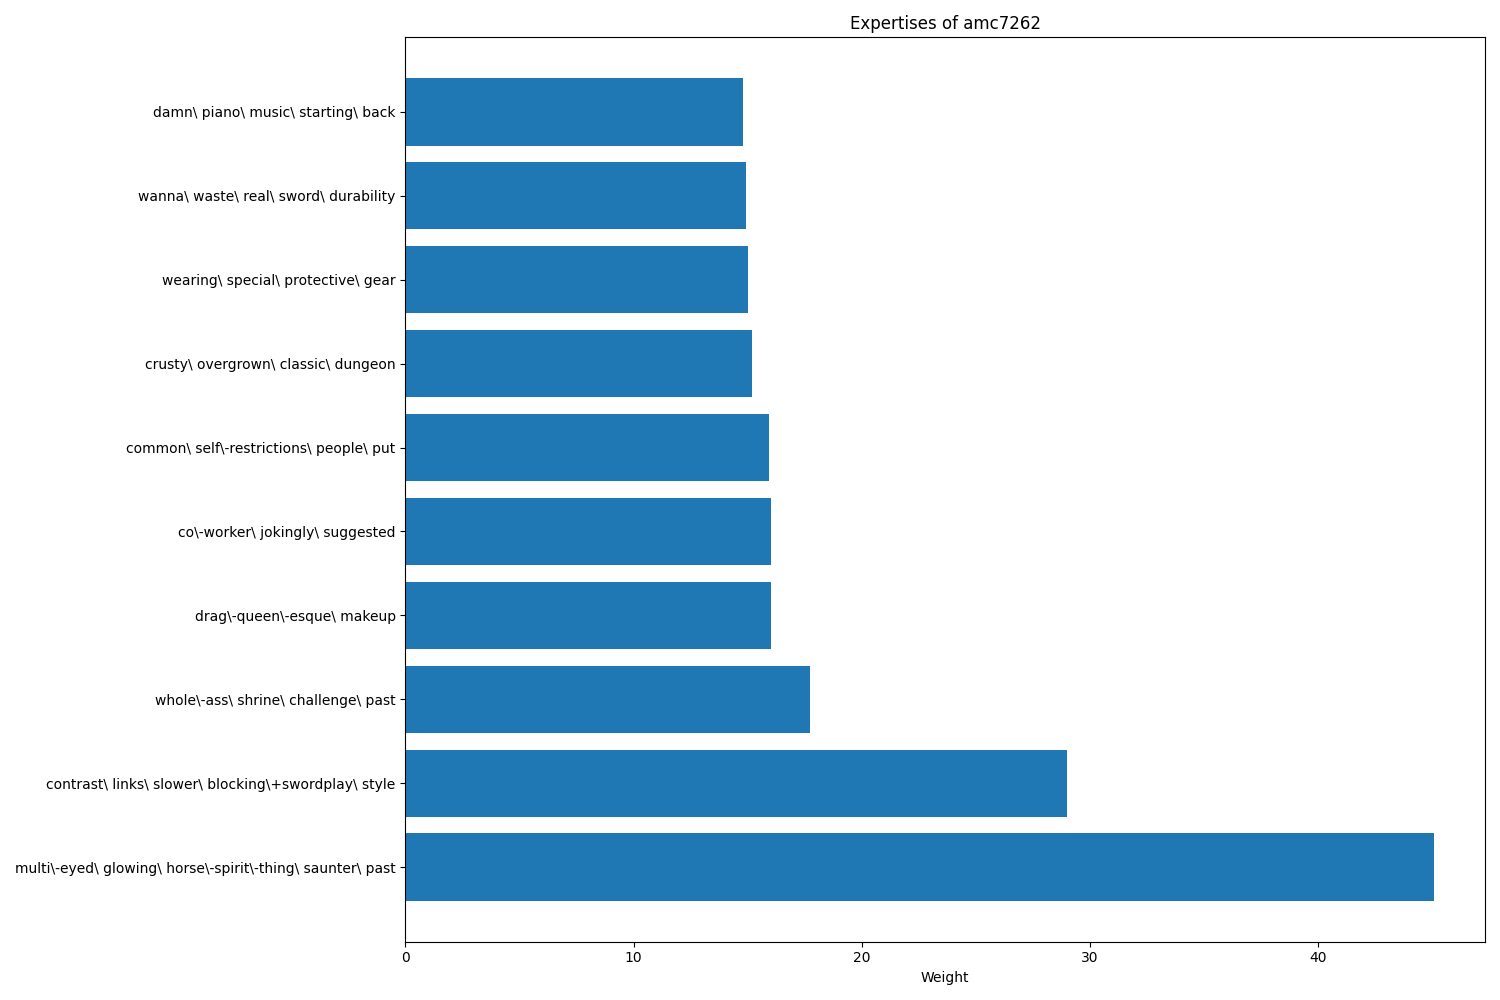 Expertises of amc7262
damn\ piano\ music\ starting\ back
wanna\ waste\ real\ sword\ durability
wearing\ special\ protective\ gear
crusty\ overgrown\ classic\ dungeon
common\ self\-restrictions\ people\ put
co\-worker\ jokingly\ suggested
drag\-queen\-esque\ makeup
whole\-ass\ shrine\ challenge\ past
contrast\ links\ slower\ blocking\+swordplay\ style
multi\-eyed\ glowing\ horse\-spirit\-thing\ saunter\ past
0 10 20 30 40
Weight